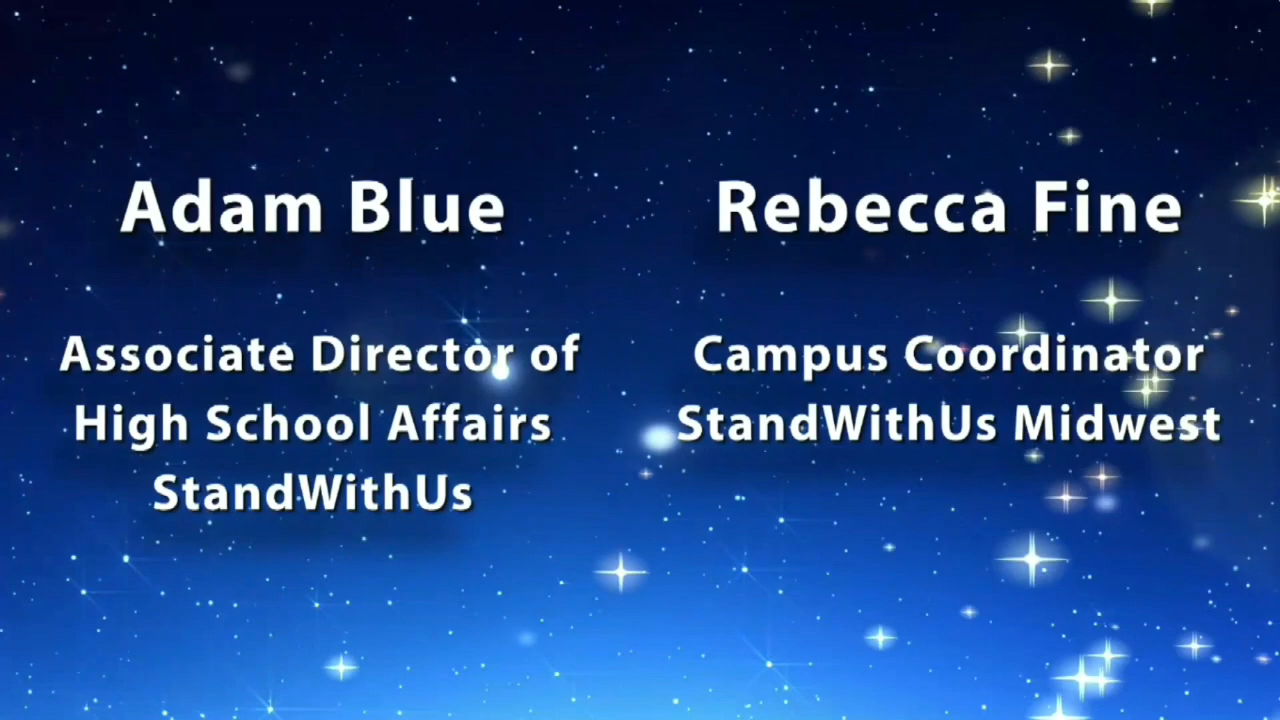 Adam Blue
Associate Director of
High School Affairs
StandWithUs
Rebecca Fine
Campus Coordinator
StandWithUs Midwest